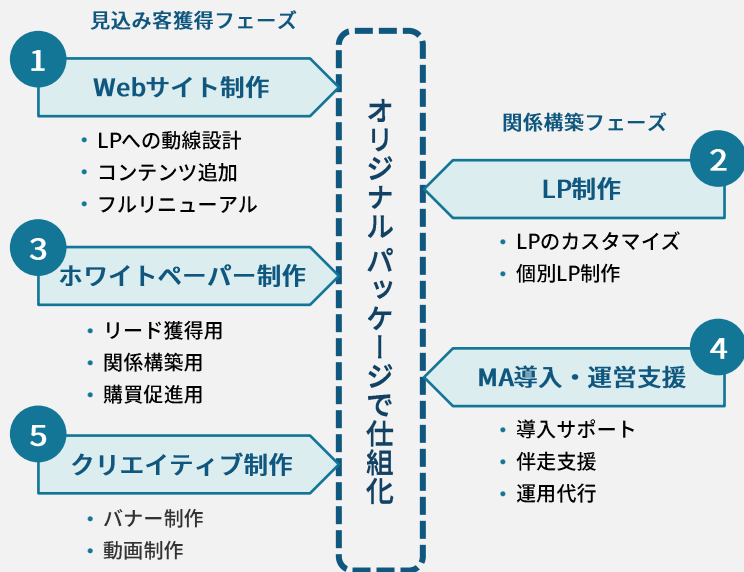 見込み客獲得フェーズ
1
Webサイト制作
・LPへの動線設計
・コンテンツ追加
・フルリニューアル
3
ホワイトペーパー制作
・リード獲得用
・関係構築用
・購買促進用
5
クリエイティブ制作
・バナー制作
・動画制作
オリジナルパッケージで仕組化
関係構築フェーズ
2
LP制作
・LPのカスタマイズ
・個別LP制作
4
MA導入・運営支援
・導入サポート
・伴走支援
・運用代行